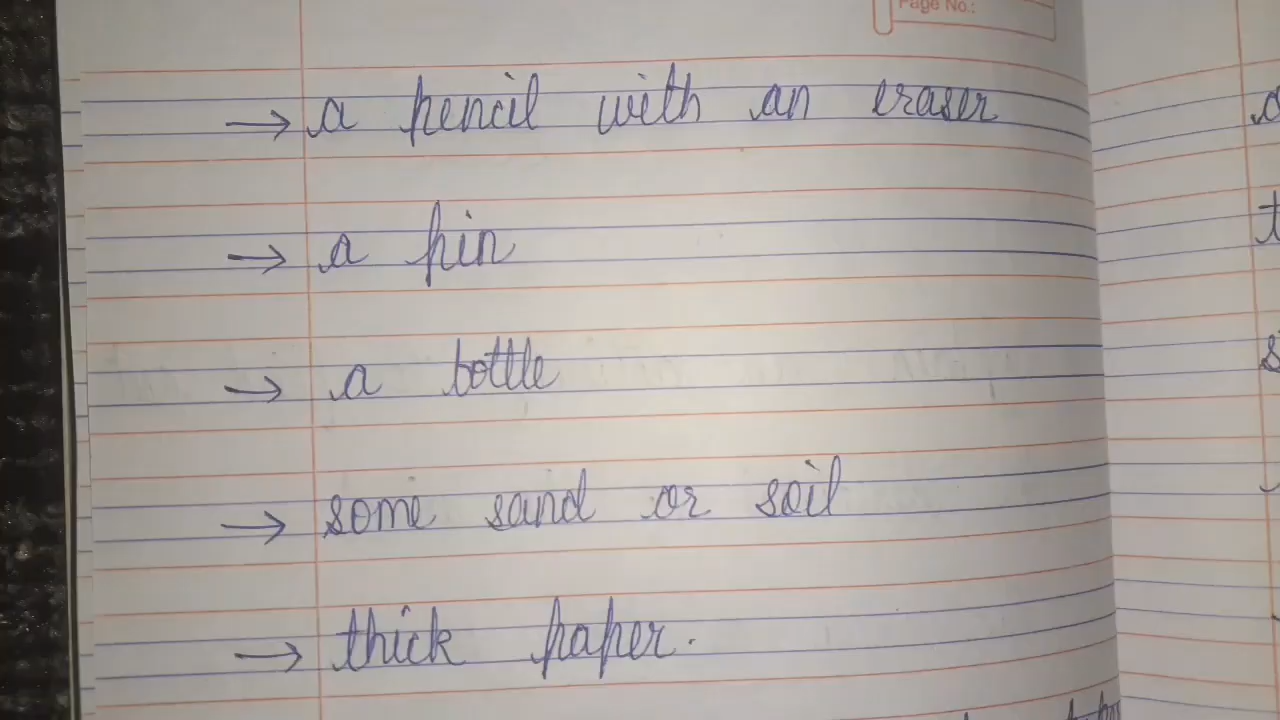 Page No.:
→ a pencil with an eraser
→ a pin
→ a bottle
→ some sand or soil
→ thick paper.